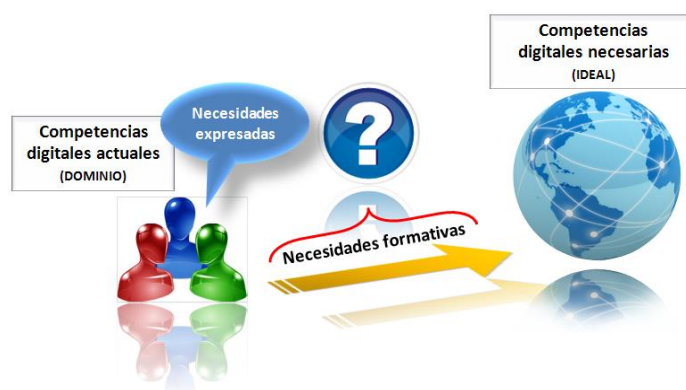 Competencias
digitales actuales
(DOMINIO)
Necesidades
expresadas
?
Necesidades formativas
Competencias
digitales necesarias
(IDEAL)